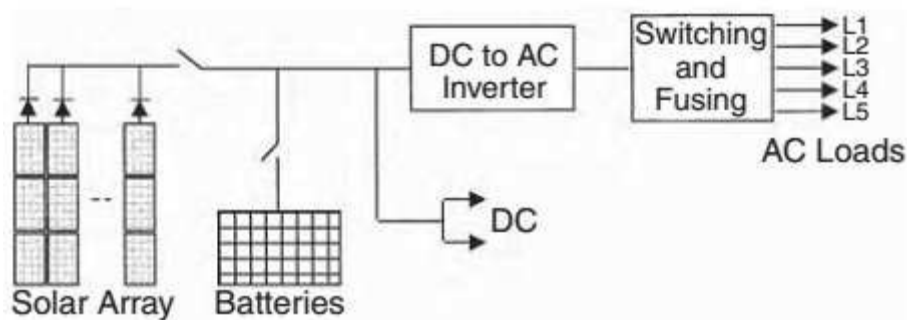 DC to AC
Inverter
Switching
and
Fusing
L1
L2
L3
L4
L5
AC Loads
DC
Solar Array
Batteries